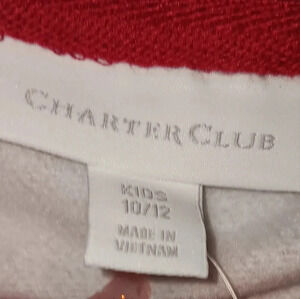 CHARTER CLUB
KIDS
10/12
MADE IN
VIETNAM